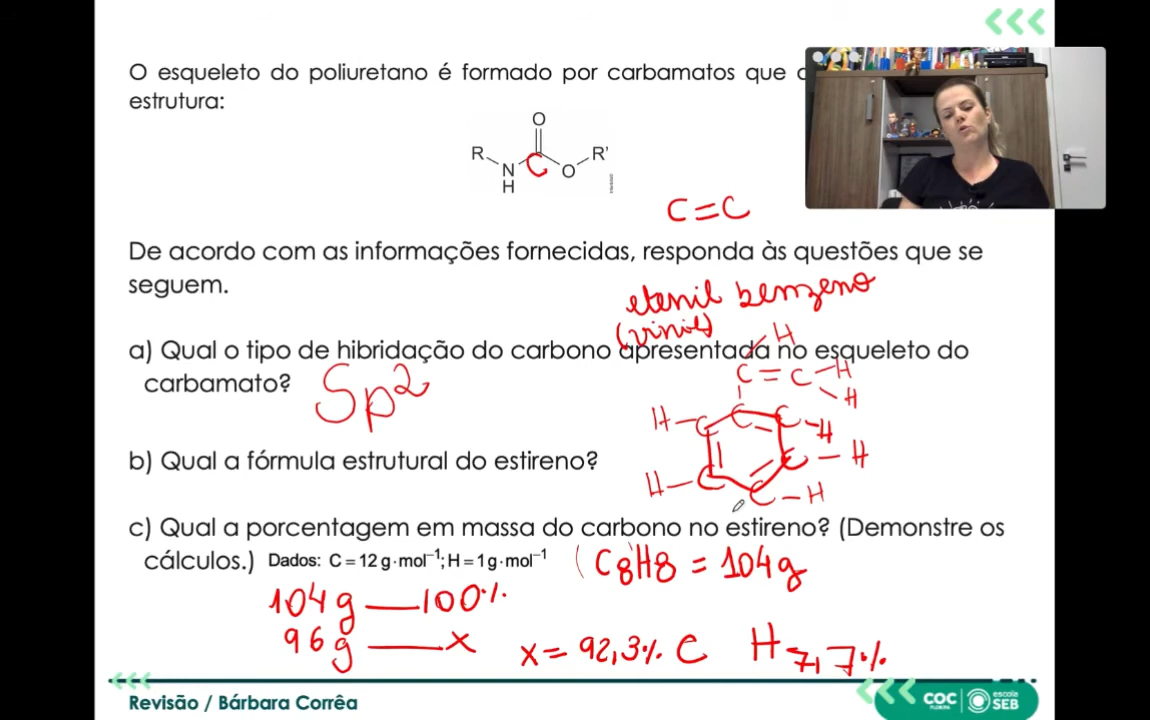 O esqueleto do poliuretano é formado por carbamatos que
estrutura:
O
R
R'
N
C
O
H
C=C
De acordo com as informações fornecidas, responda às questões que se
seguem.
etenil benzeno
(vinil)
H
a) Qual o tipo de hibridação do carbono apresentada no esqueleto do
carbamato?
Sp2
C = C - H
H
H - C C C - H
b) Qual a fórmula estrutural do estireno?
C - H
H - C
C - H
c) Qual a porcentagem em massa do carbono no estireno? (Demonstre os
cálculos.) Dados: C = 12 g·mol⁻¹; H = 1 g·mol⁻¹
C8H8 = 104g
104g — 100%
96g — x
x = 92,3% C H 7,7%
Revisão / Bárbara Corrêa
COC
escola
SEB